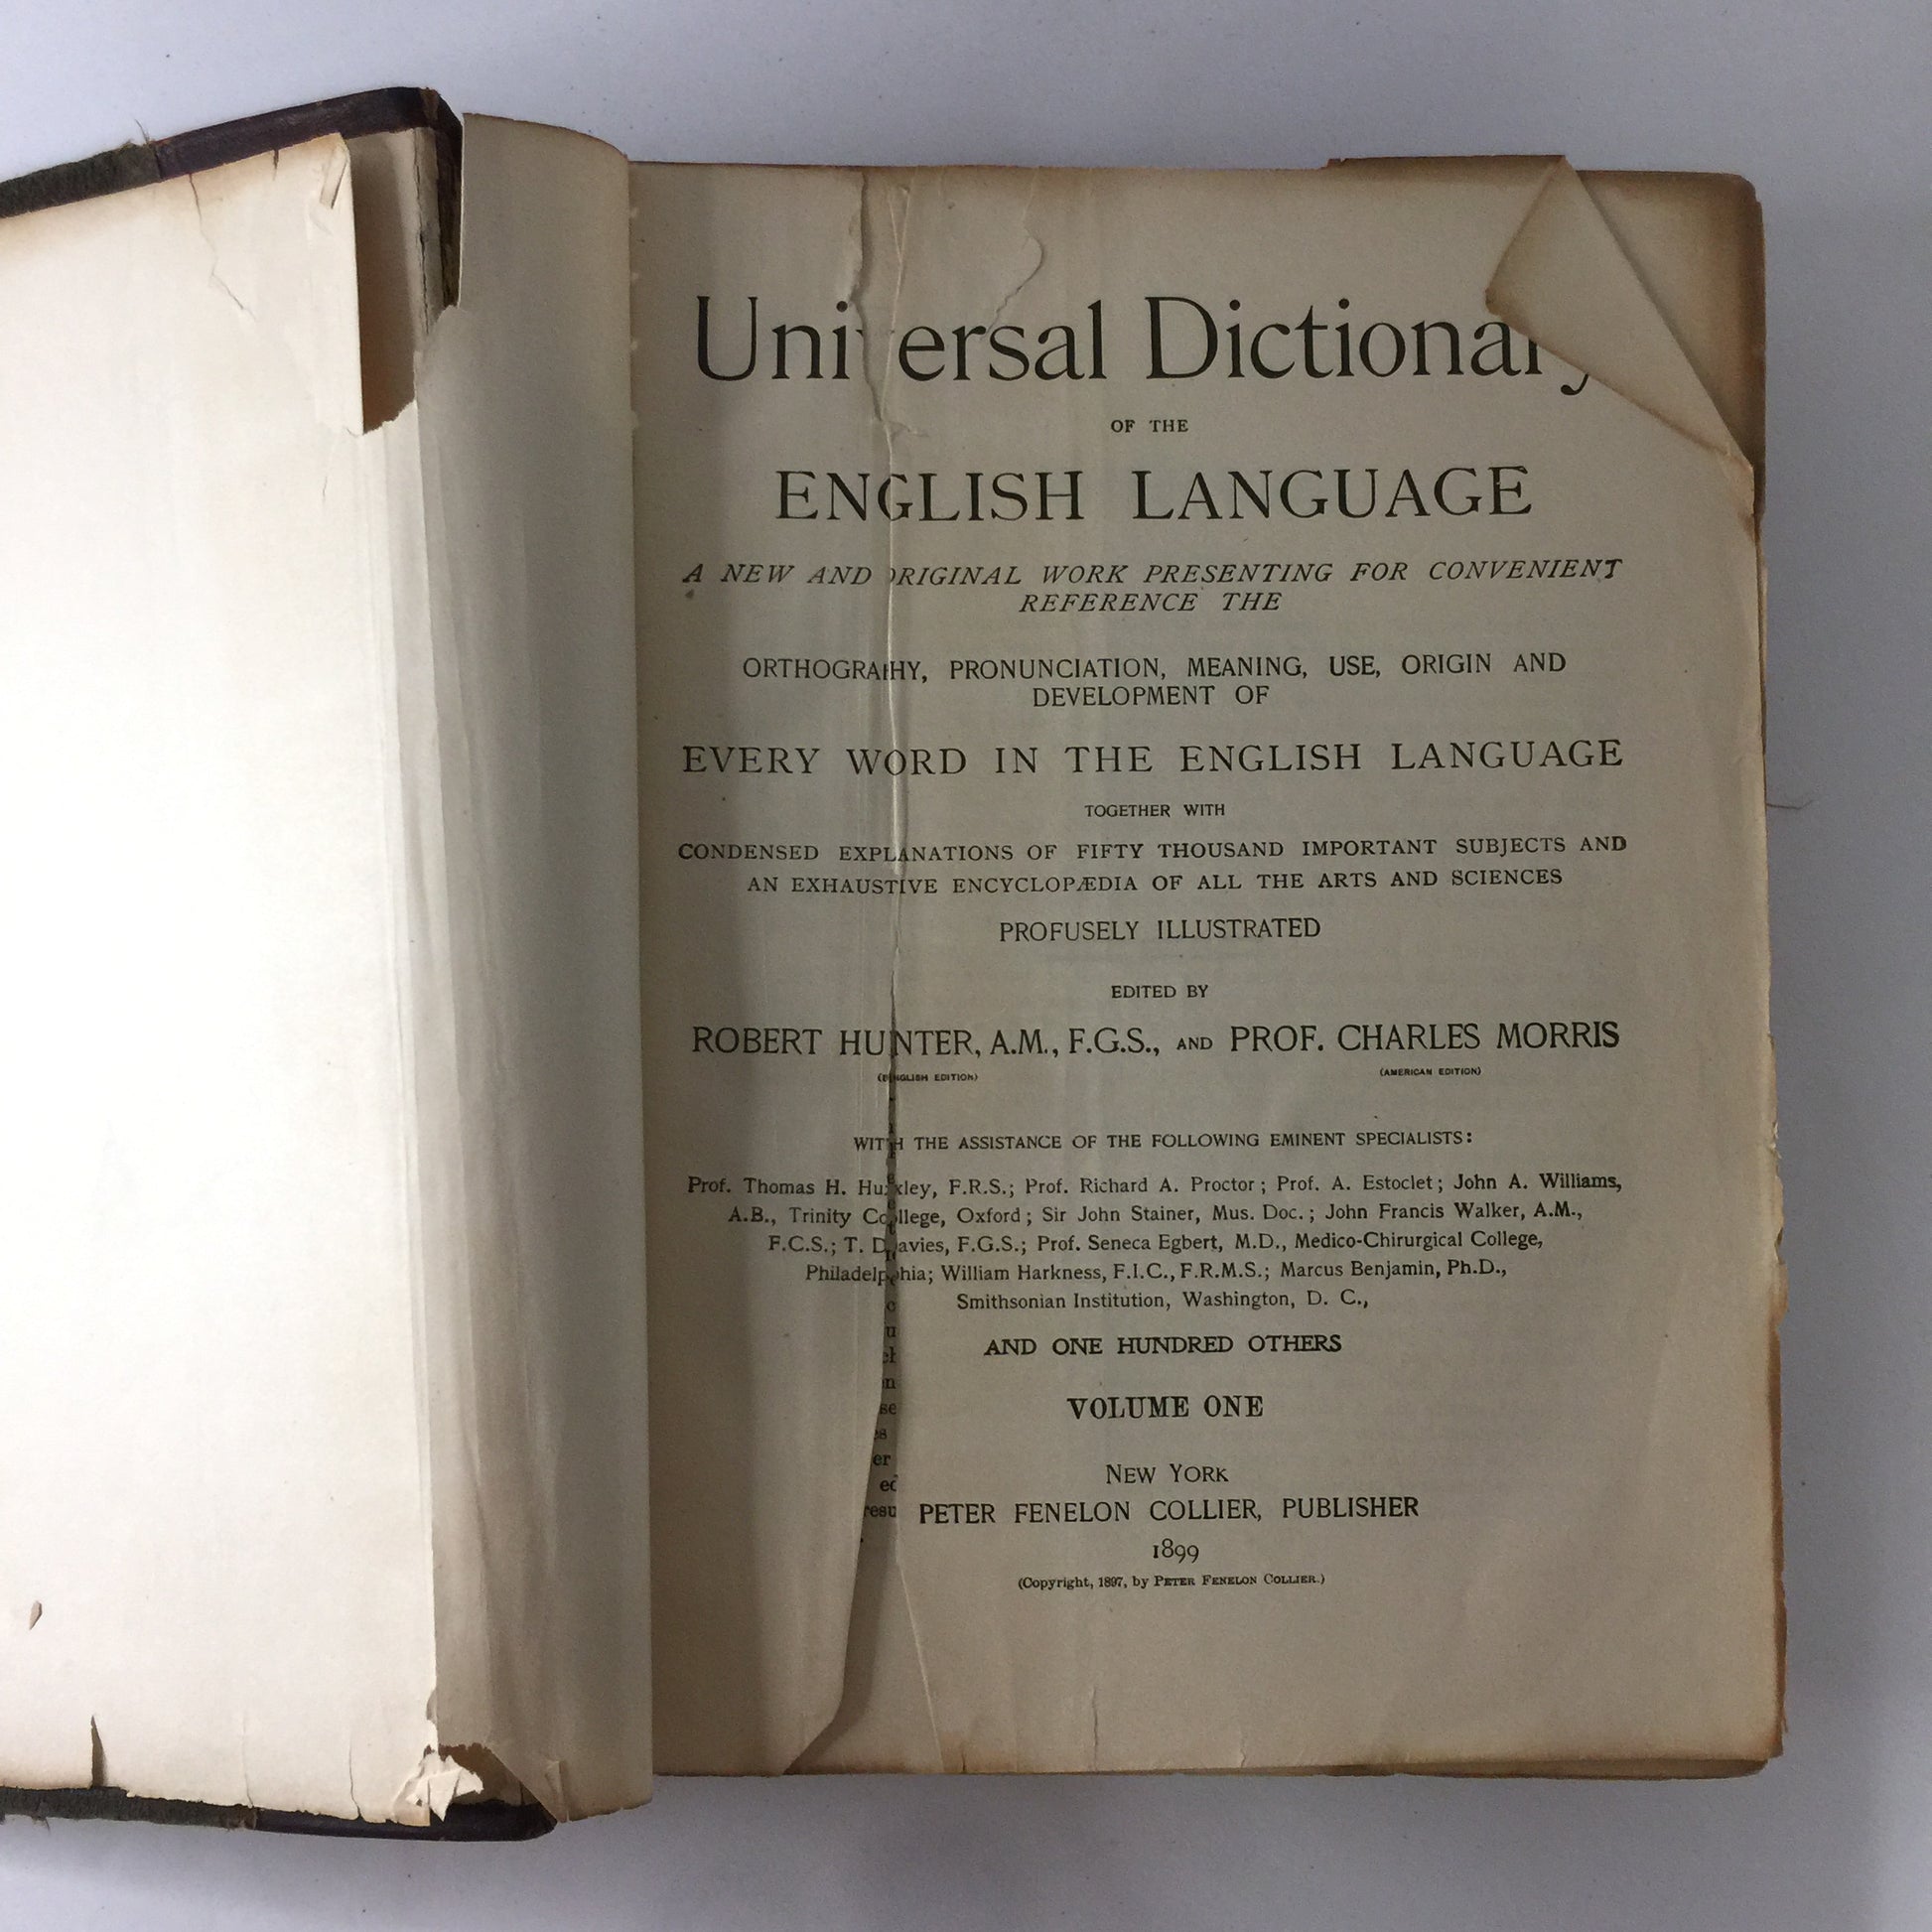 Universal Dictionary
OF THE
ENGLISH LANGUAGE
A NEW AND ORIGINAL WORK PRESENTING FOR CONVENIENT
REFERENCE THE
ORTHOGRAPHY, PRONUNCIATION, MEANING, USE, ORIGIN AND
DEVELOPMENT OF
EVERY WORD IN THE ENGLISH LANGUAGE
TOGETHER WITH
CONDENSED EXPLANATIONS OF FIFTY THOUSAND IMPORTANT SUBJECTS AND
AN EXHAUSTIVE ENCYCLOPÆDIA OF ALL THE ARTS AND SCIENCES
PROFUSELY ILLUSTRATED
EDITED BY
ROBERT HUNTER, A.M., F.G.S., AND PROF. CHARLES MORRIS
(ENGLISH EDITION) (AMERICAN EDITION)
WITH THE ASSISTANCE OF THE FOLLOWING EMINENT SPECIALISTS:
Prof. Thomas H. Huxley, F.R.S.; Prof. Richard A. Proctor; Prof. A. Estoclet; John A. Williams,
A.B., Trinity College, Oxford; Sir John Stainer, Mus. Doc.; John Francis Walker, A.M.,
F.C.S.; T. Davies, F.G.S.; Prof. Seneca Egbert, M.D., Medico-Chirurgical College,
Philadelphia; William Harkness, F.I.C., F.R.M.S.; Marcus Benjamin, Ph.D.,
Smithsonian Institution, Washington, D. C.,
AND ONE HUNDRED OTHERS
VOLUME ONE
NEW YORK
PETER FENELON COLLIER, PUBLISHER
1899
(Copyright, 1897, by PETER FENELON COLLIER.)